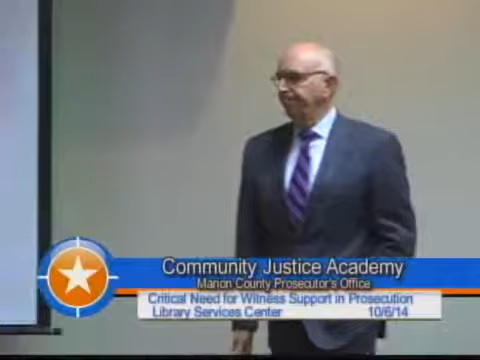 Community Justice Academy
Marion County Prosecutor's Office
Critical Need for Witness Support in Prosecution
Library Services Center 10/6/14